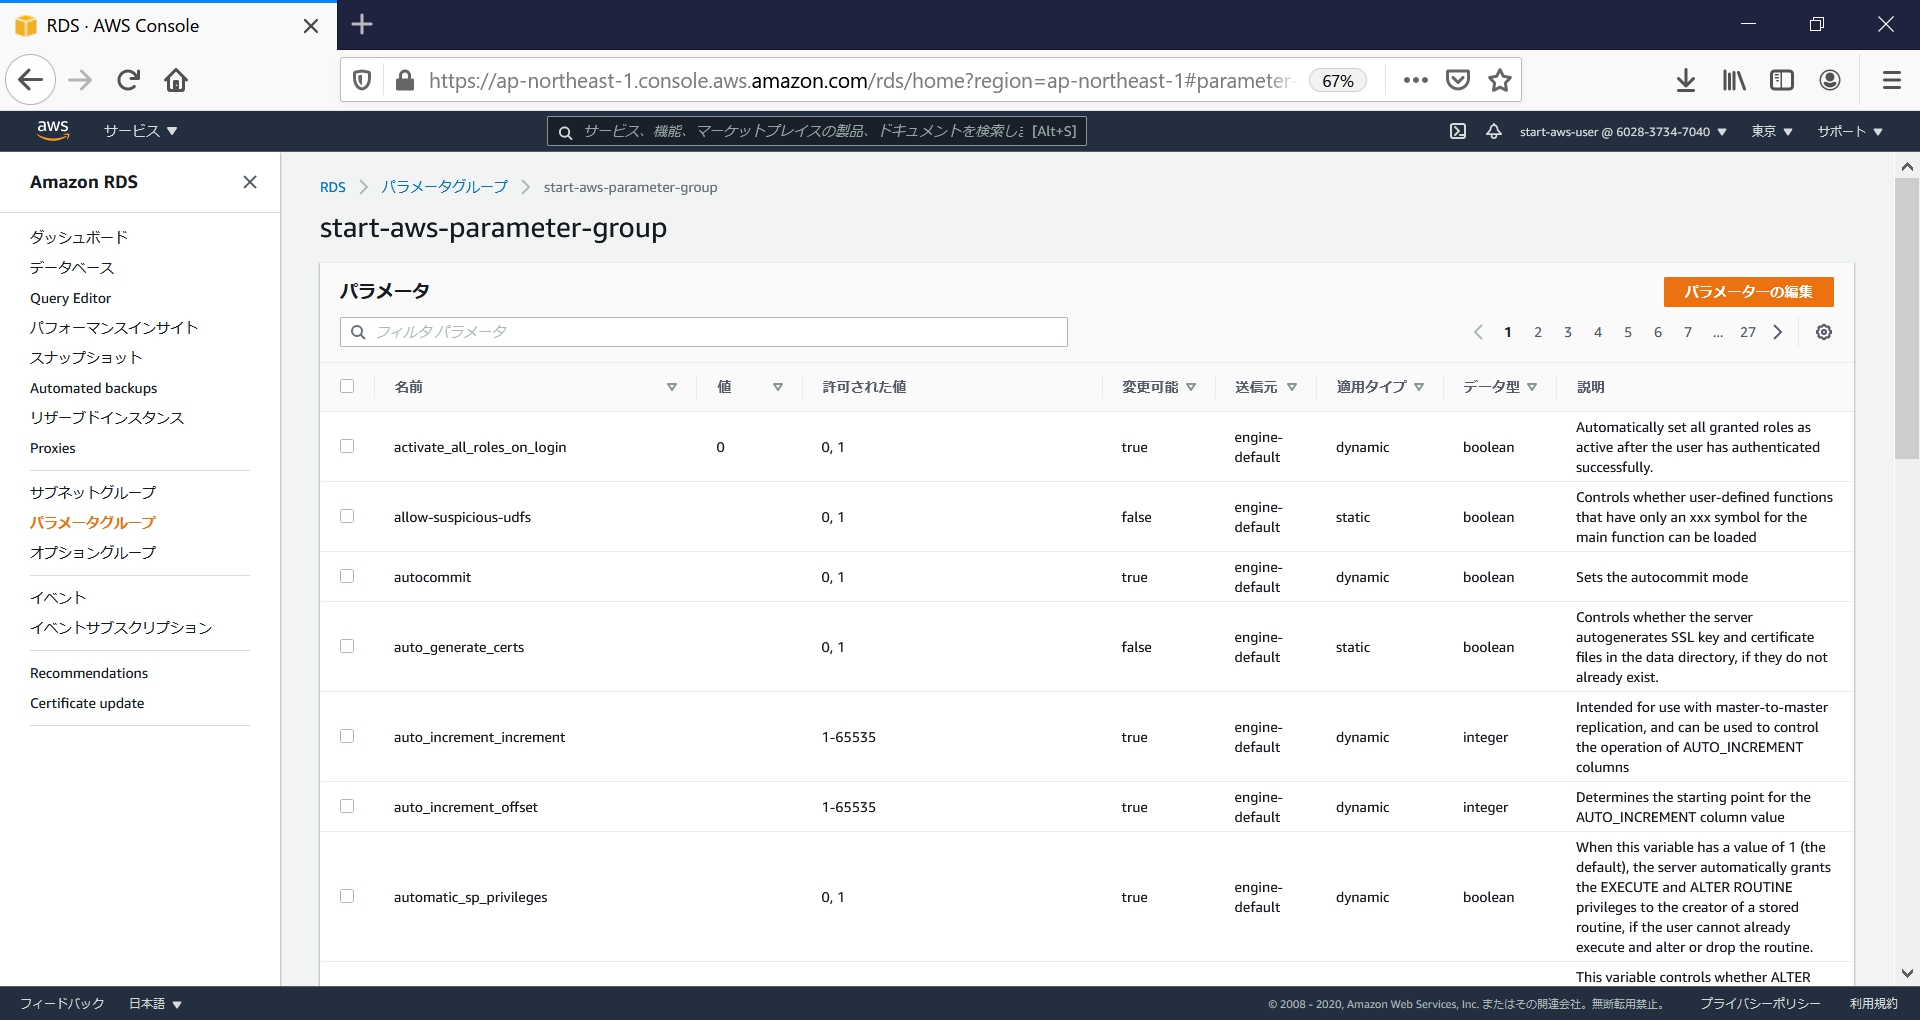 RDS · AWS Console
https://ap-northeast-1.console.aws.amazon.com/rds/home?region=ap-northeast-1#parameter-
67%
aws
サービス
サービス、機能、マーケットプレイスの製品、ドキュメントを検索しま [Alt+S]
start-aws-user @ 6028-3734-7040
東京
サポート
Amazon RDS
ダッシュボード
データベース
Query Editor
パフォーマンスインサイト
スナップショット
Automated backups
リザーブドインスタンス
Proxies
サブネットグループ
パラメータグループ
オプショングループ
イベント
イベントサブスクリプション
Recommendations
Certificate update
RDS > パラメータグループ > start-aws-parameter-group
start-aws-parameter-group
パラメータ
パラメーターの編集
フィルタ パラメータ
1 2 3 4 5 6 7 ... 27
名前 値 許可された値 変更可能 送信元 適用タイプ データ型 説明
activate_all_roles_on_login 0 0, 1 true engine-default dynamic boolean
Automatically set all granted roles as
active after the user has authenticated
successfully.
allow-suspicious-udfs 0, 1 false engine-default static boolean
Controls whether user-defined functions
that have only an xxx symbol for the
main function can be loaded
autocommit 0, 1 true engine-default dynamic boolean Sets the autocommit mode
auto_generate_certs 0, 1 false engine-default static boolean
Controls whether the server
autogenerates SSL key and certificate
files in the data directory, if they do not
already exist.
auto_increment_increment 1-65535 true engine-default dynamic integer
Intended for use with master-to-master
replication, and can be used to control
the operation of AUTO_INCREMENT
columns
auto_increment_offset 1-65535 true engine-default dynamic integer
Determines the starting point for the
AUTO_INCREMENT column value
automatic_sp_privileges 0, 1 true engine-default dynamic boolean
When this variable has a value of 1 (the
default), the server automatically grants
the EXECUTE and ALTER ROUTINE
privileges to the creator of a stored
routine, if the user cannot already
execute and alter or drop the routine.
This variable controls whether ALTER
フィードバック
日本語
© 2008 - 2020, Amazon Web Services, Inc. またはその関連会社。無断転用禁止。
プライバシーポリシー
利用規約